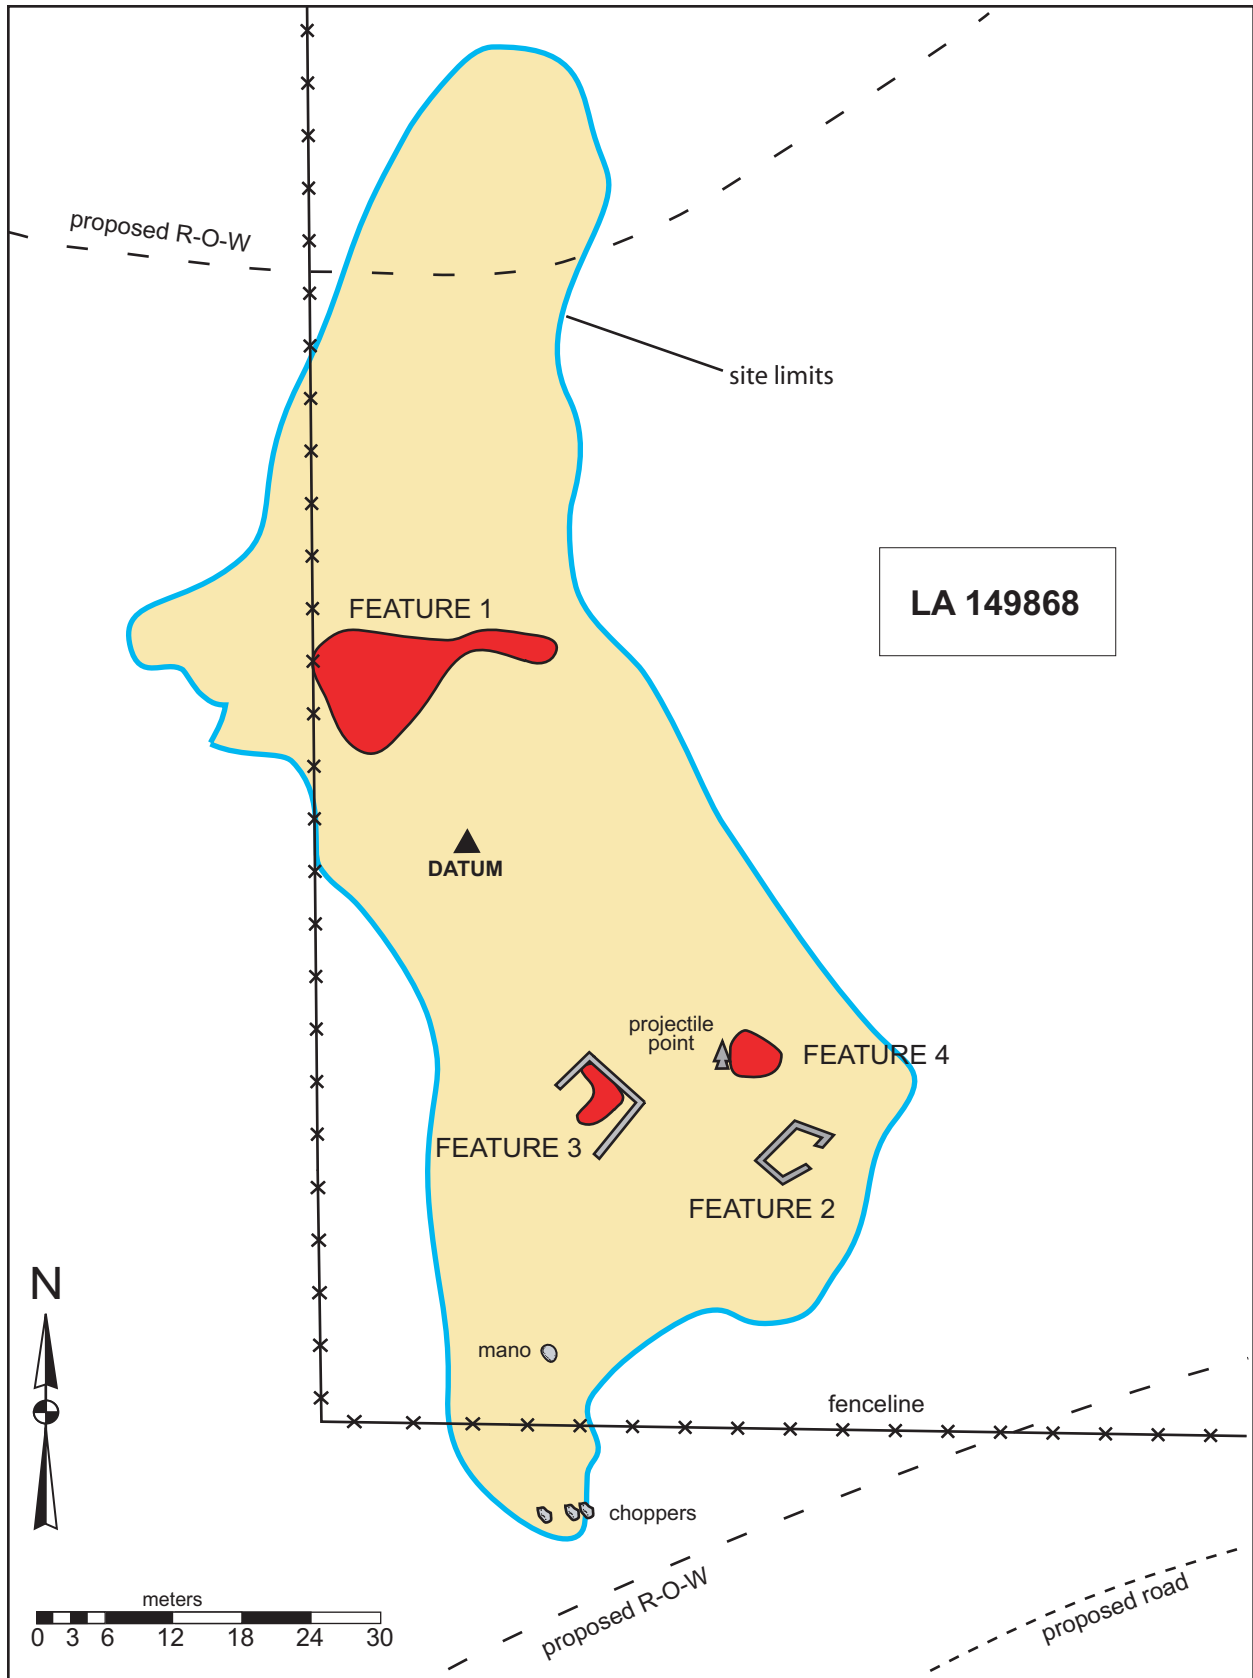 proposed R-O-W
site limits
LA 149868
FEATURE 1
DATUM
projectile
point
FEATURE 4
FEATURE 3
FEATURE 2
N
mano
fenceline
choppers
meters
0 3 6 12 18 24 30
proposed R-O-W
proposed road